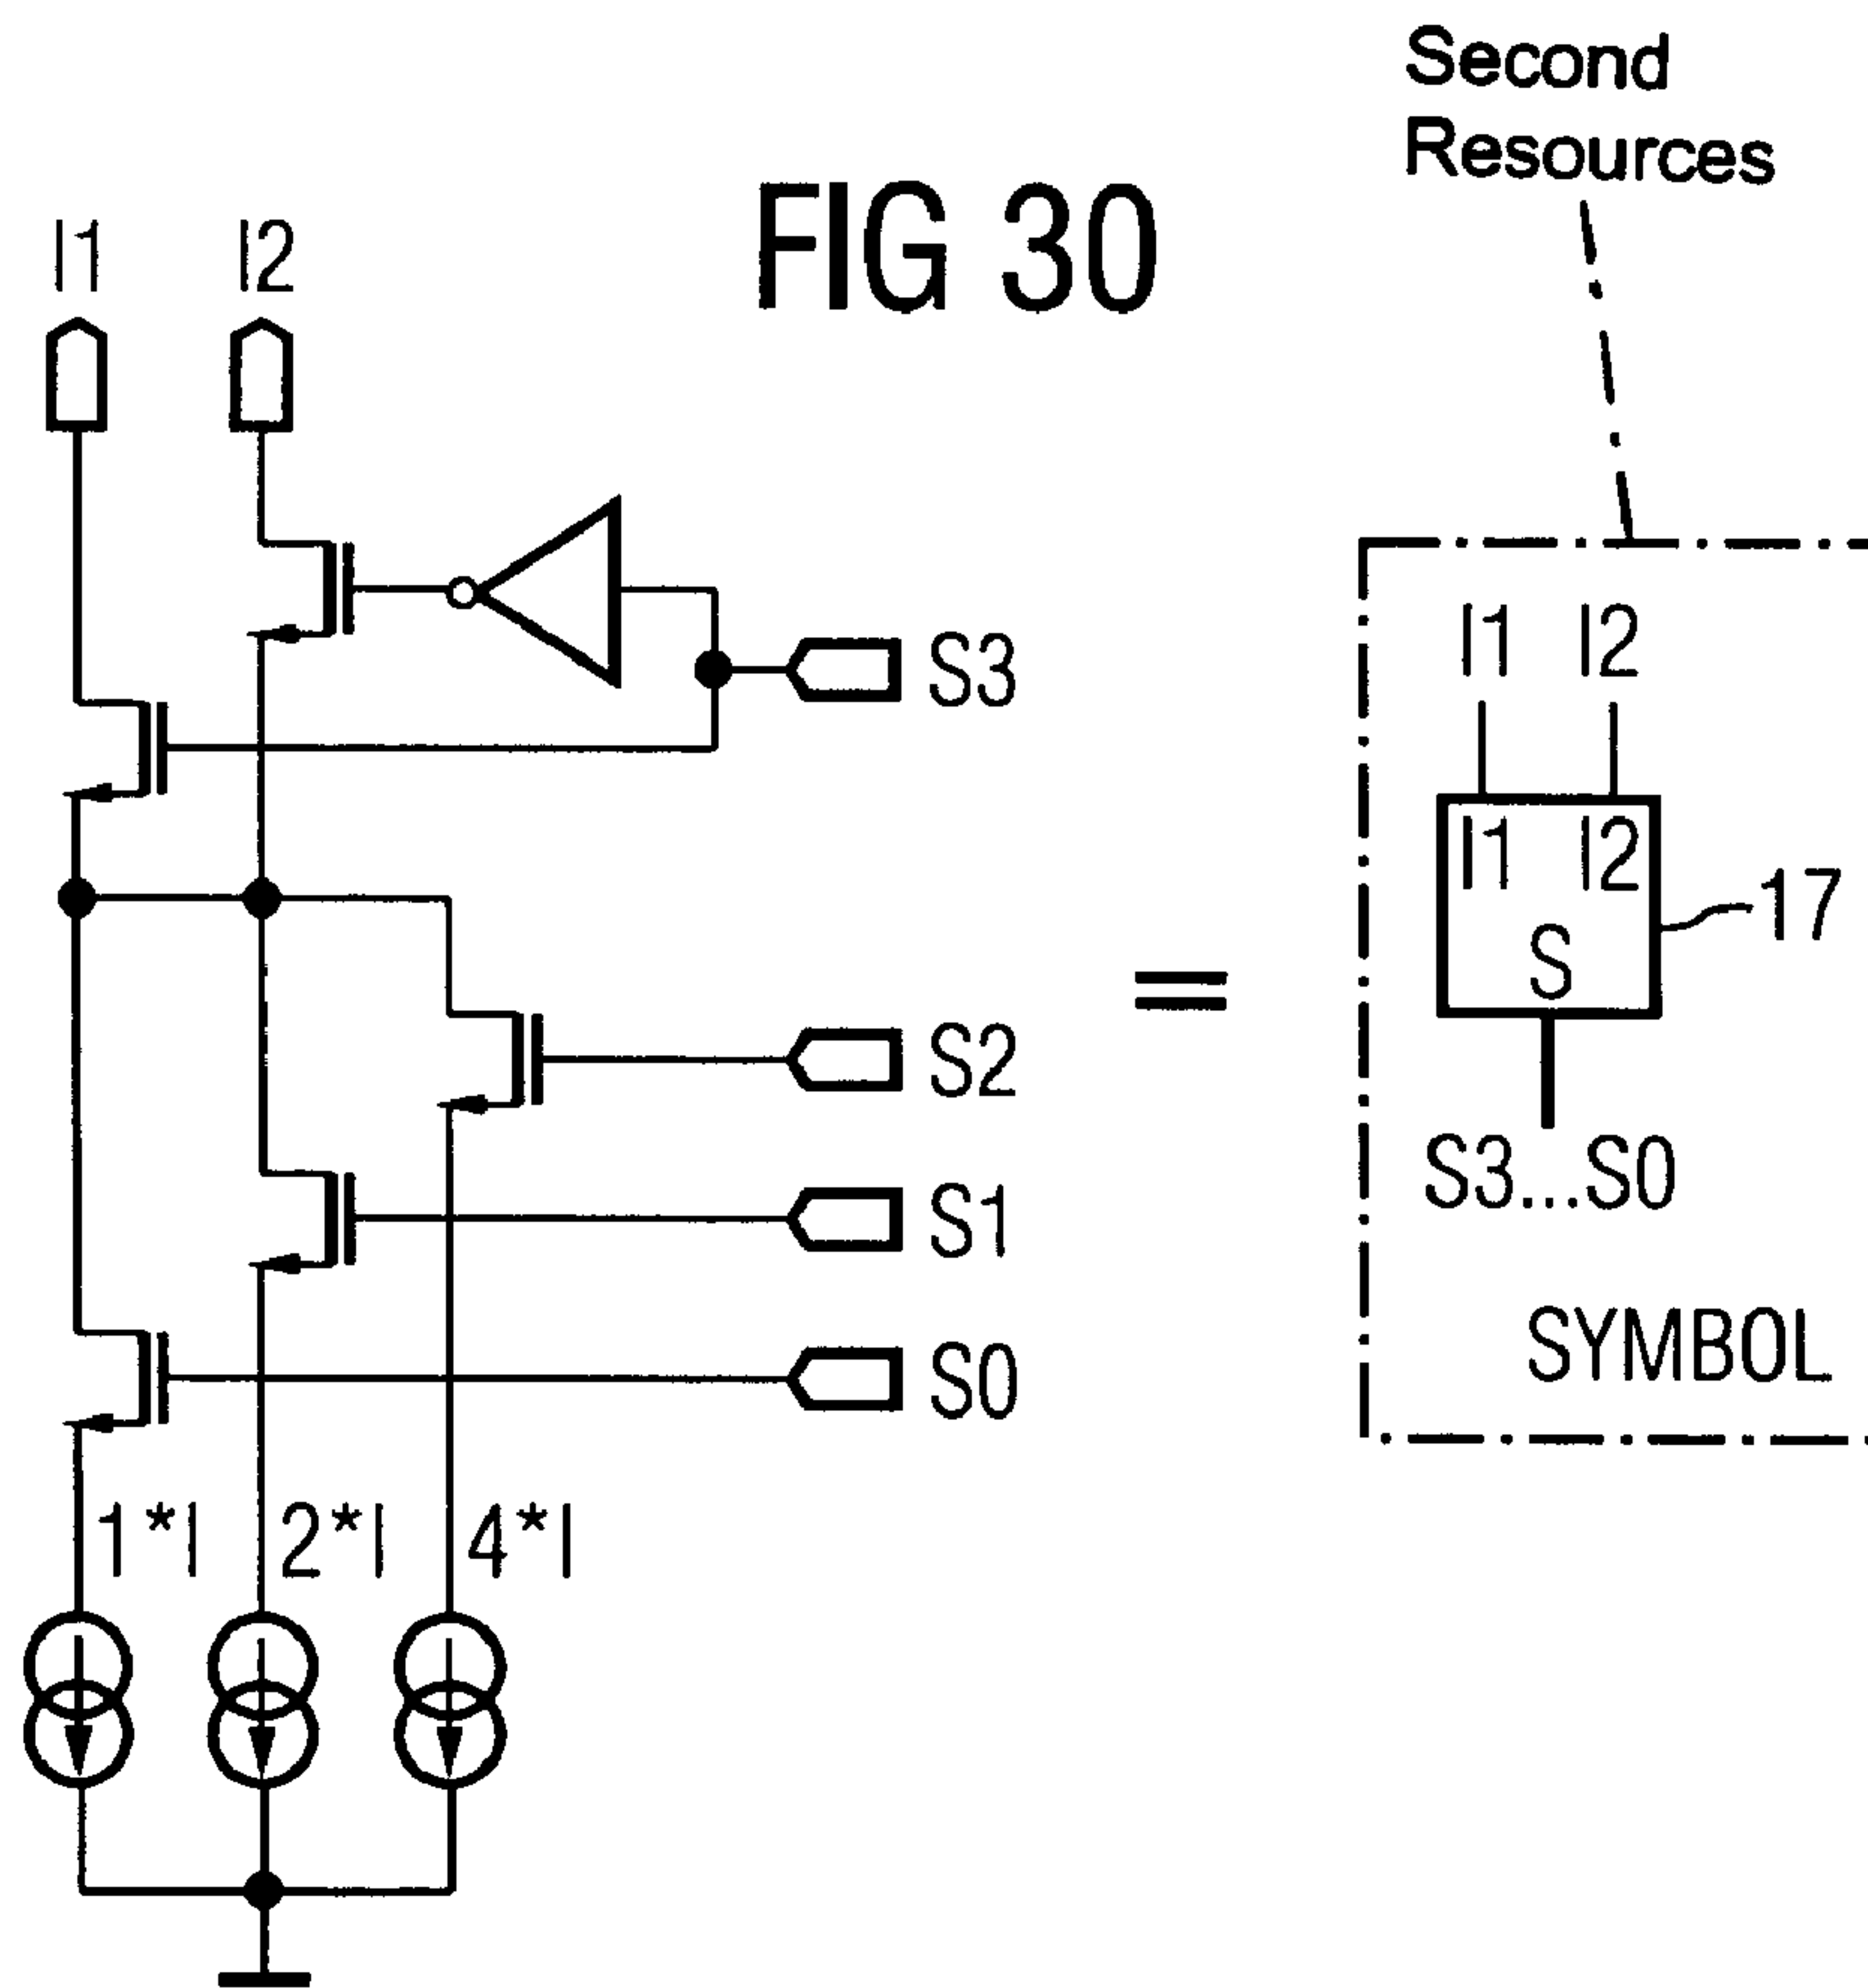 Second
Resources
FIG 30
I1 I2
S3
I1 I2
I1 I2
17
S
S2
S3...S0
S1
SYMBOL
S0
1*I 2*I 4*I
=